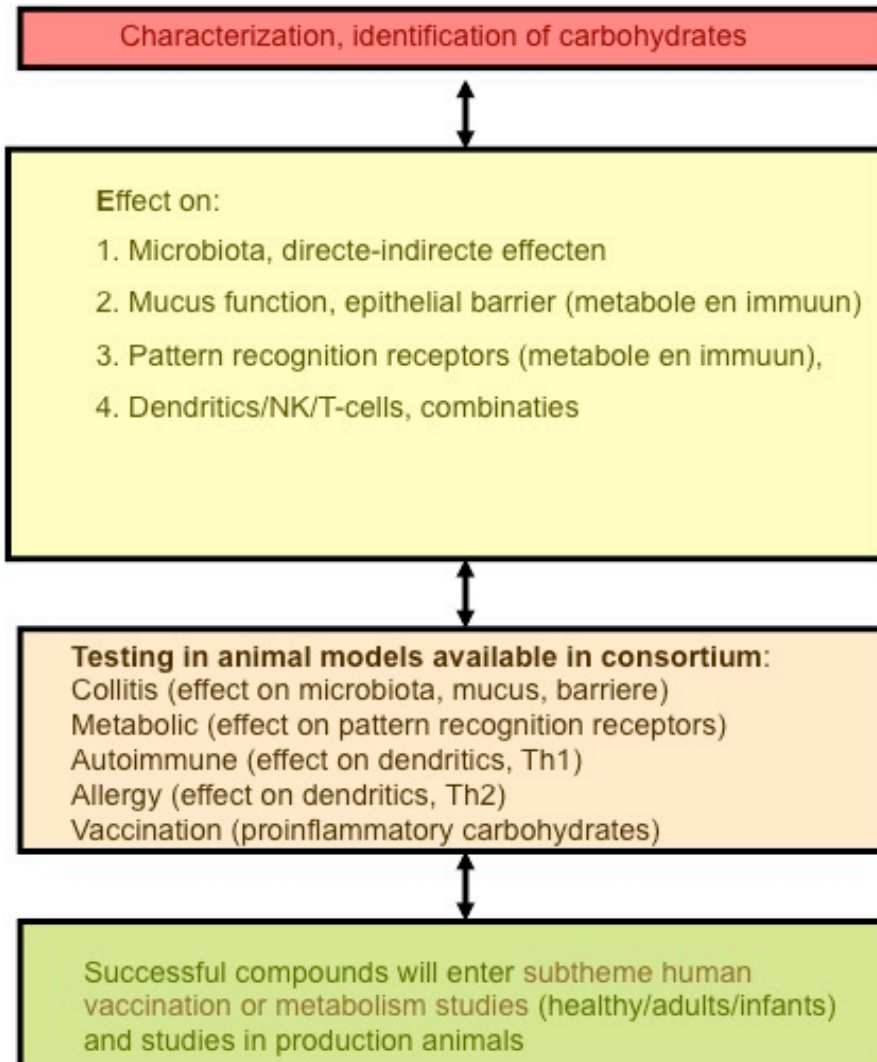 Characterization, identification of carbohydrates
Effect on:
1. Microbiota, directe-indirecte effecten
2. Mucus function, epithelial barrier (metabole en immuun)
3. Pattern recognition receptors (metabole en immuun),
4. Dendritics/NK/T-cells, combinaties
Testing in animal models available in consortium:
Collitis (effect on microbiota, mucus, barriere)
Metabolic (effect on pattern recognition receptors)
Autoimmune (effect on dendritics, Th1)
Allergy (effect on dendritics, Th2)
Vaccination (proinflammatory carbohydrates)
Successful compounds will enter subtheme human
vaccination or metabolism studies (healthy/adults/infants)
and studies in production animals